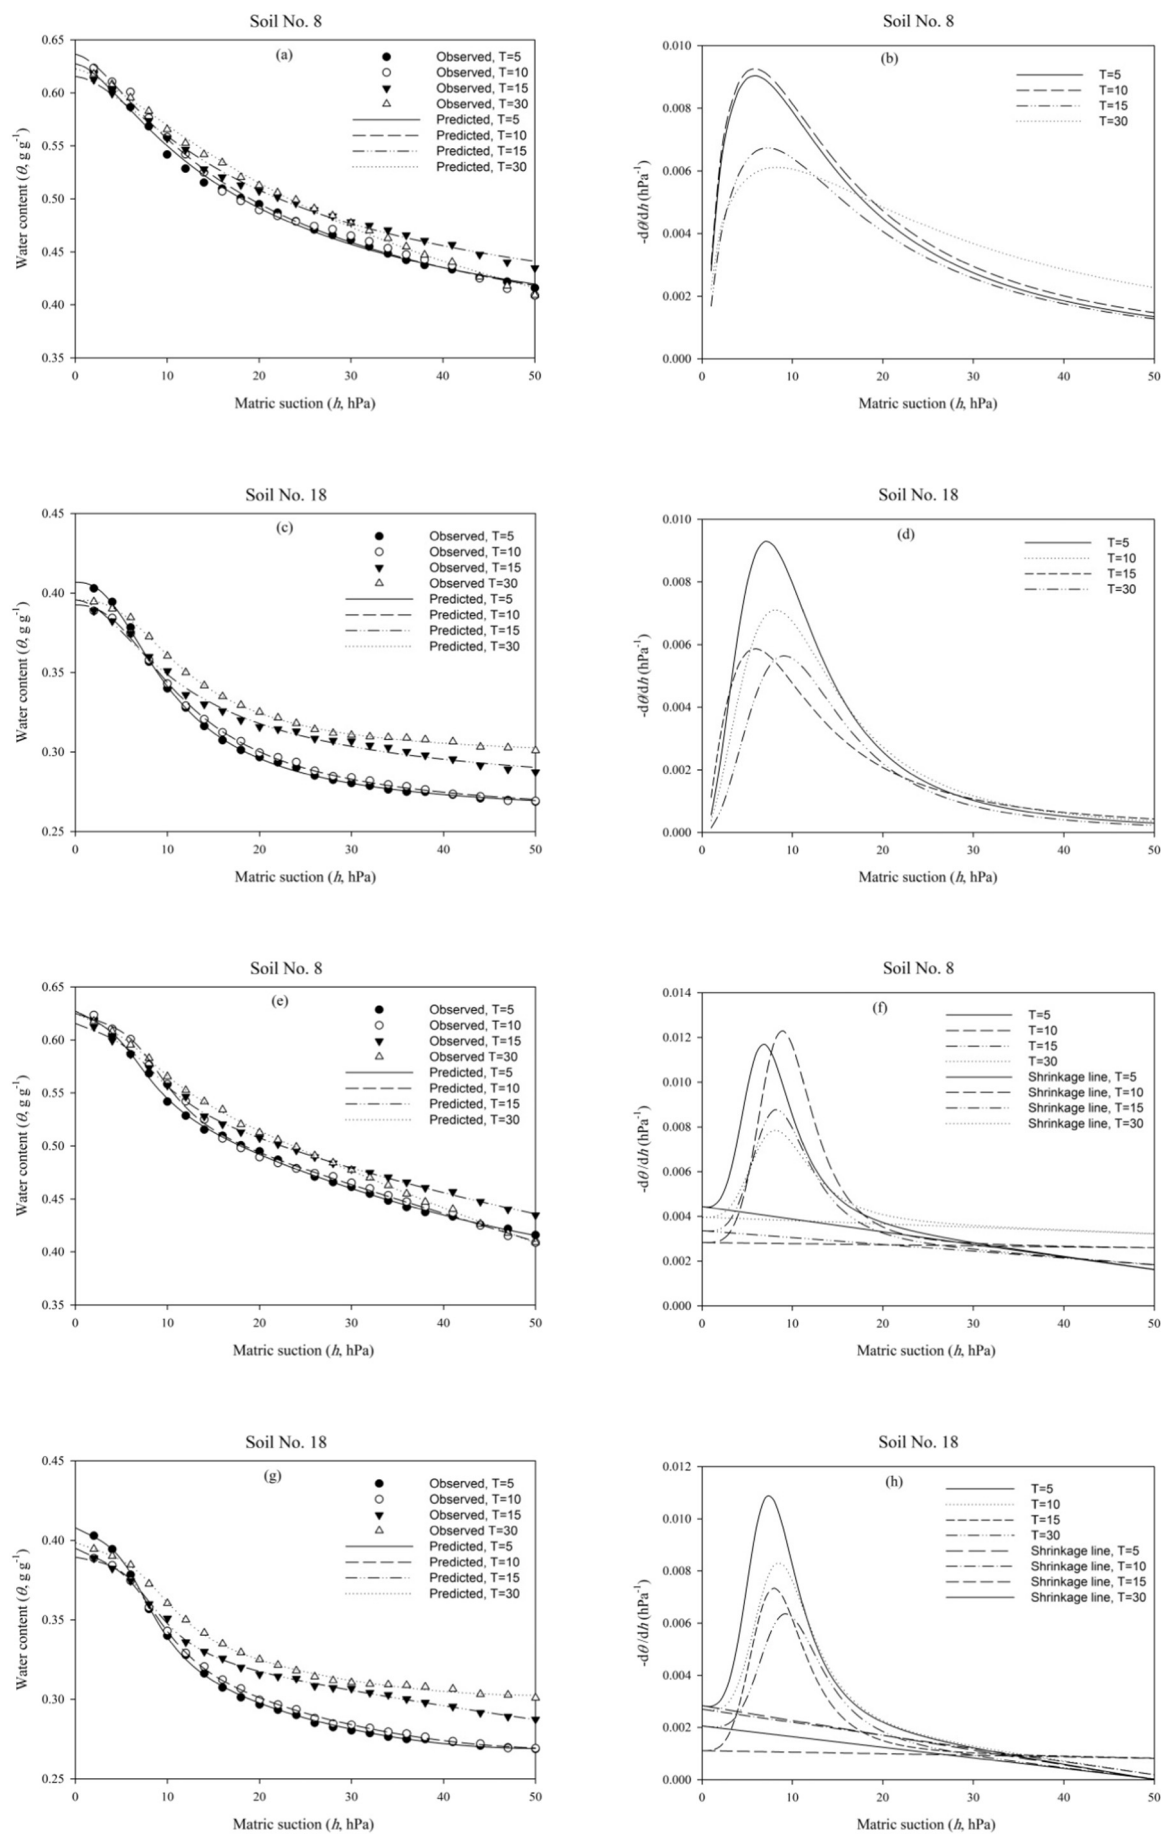 Soil No. 8
(a)
Observed, T=5
Observed, T=10
Observed, T=15
Observed, T=30
Predicted, T=5
Predicted, T=10
Predicted, T=15
Predicted, T=30
Water content (θ, g g⁻¹)
0.65
0.60
0.55
0.50
0.45
0.40
0.35
0 10 20 30 40 50
Matric suction (h, hPa)
Soil No. 8
(b)
T=5
T=10
T=15
T=30
-dθ/dh (hPa⁻¹)
0.010
0.008
0.006
0.004
0.002
0.000
0 10 20 30 40 50
Matric suction (h, hPa)
Soil No. 18
(c)
Observed, T=5
Observed, T=10
Observed, T=15
Observed T=30
Predicted, T=5
Predicted, T=10
Predicted, T=15
Predicted, T=30
Water content (θ, g g⁻¹)
0.45
0.40
0.35
0.30
0.25
0 10 20 30 40 50
Matric suction (h, hPa)
Soil No. 18
(d)
T=5
T=10
T=15
T=30
-dθ/dh (hPa⁻¹)
0.010
0.008
0.006
0.004
0.002
0.000
0 10 20 30 40 50
Matric suction (h, hPa)
Soil No. 8
(e)
Observed, T=5
Observed, T=10
Observed, T=15
Observed T=30
Predicted, T=5
Predicted, T=10
Predicted, T=15
Predicted, T=30
Water content (θ, g g⁻¹)
0.65
0.60
0.55
0.50
0.45
0.40
0.35
0 10 20 30 40 50
Matric suction (h, hPa)
Soil No. 8
(f)
T=5
T=10
T=15
T=30
Shrinkage line, T=5
Shrinkage line, T=10
Shrinkage line, T=15
Shrinkage line, T=30
-dθ/dh (hPa⁻¹)
0.014
0.012
0.010
0.008
0.006
0.004
0.002
0.000
0 10 20 30 40 50
Matric suction (h, hPa)
Soil No. 18
(g)
Observed, T=5
Observed, T=10
Observed, T=15
Observed T=30
Predicted, T=5
Predicted, T=10
Predicted, T=15
Predicted, T=30
Water content (θ, g g⁻¹)
0.45
0.40
0.35
0.30
0.25
0 10 20 30 40 50
Matric suction (h, hPa)
Soil No. 18
(h)
T=5
T=10
T=15
T=30
Shrinkage line, T=5
Shrinkage line, T=10
Shrinkage line, T=15
Shrinkage line, T=30
-dθ/dh (hPa⁻¹)
0.012
0.010
0.008
0.006
0.004
0.002
0.000
0 10 20 30 40 50
Matric suction (h, hPa)